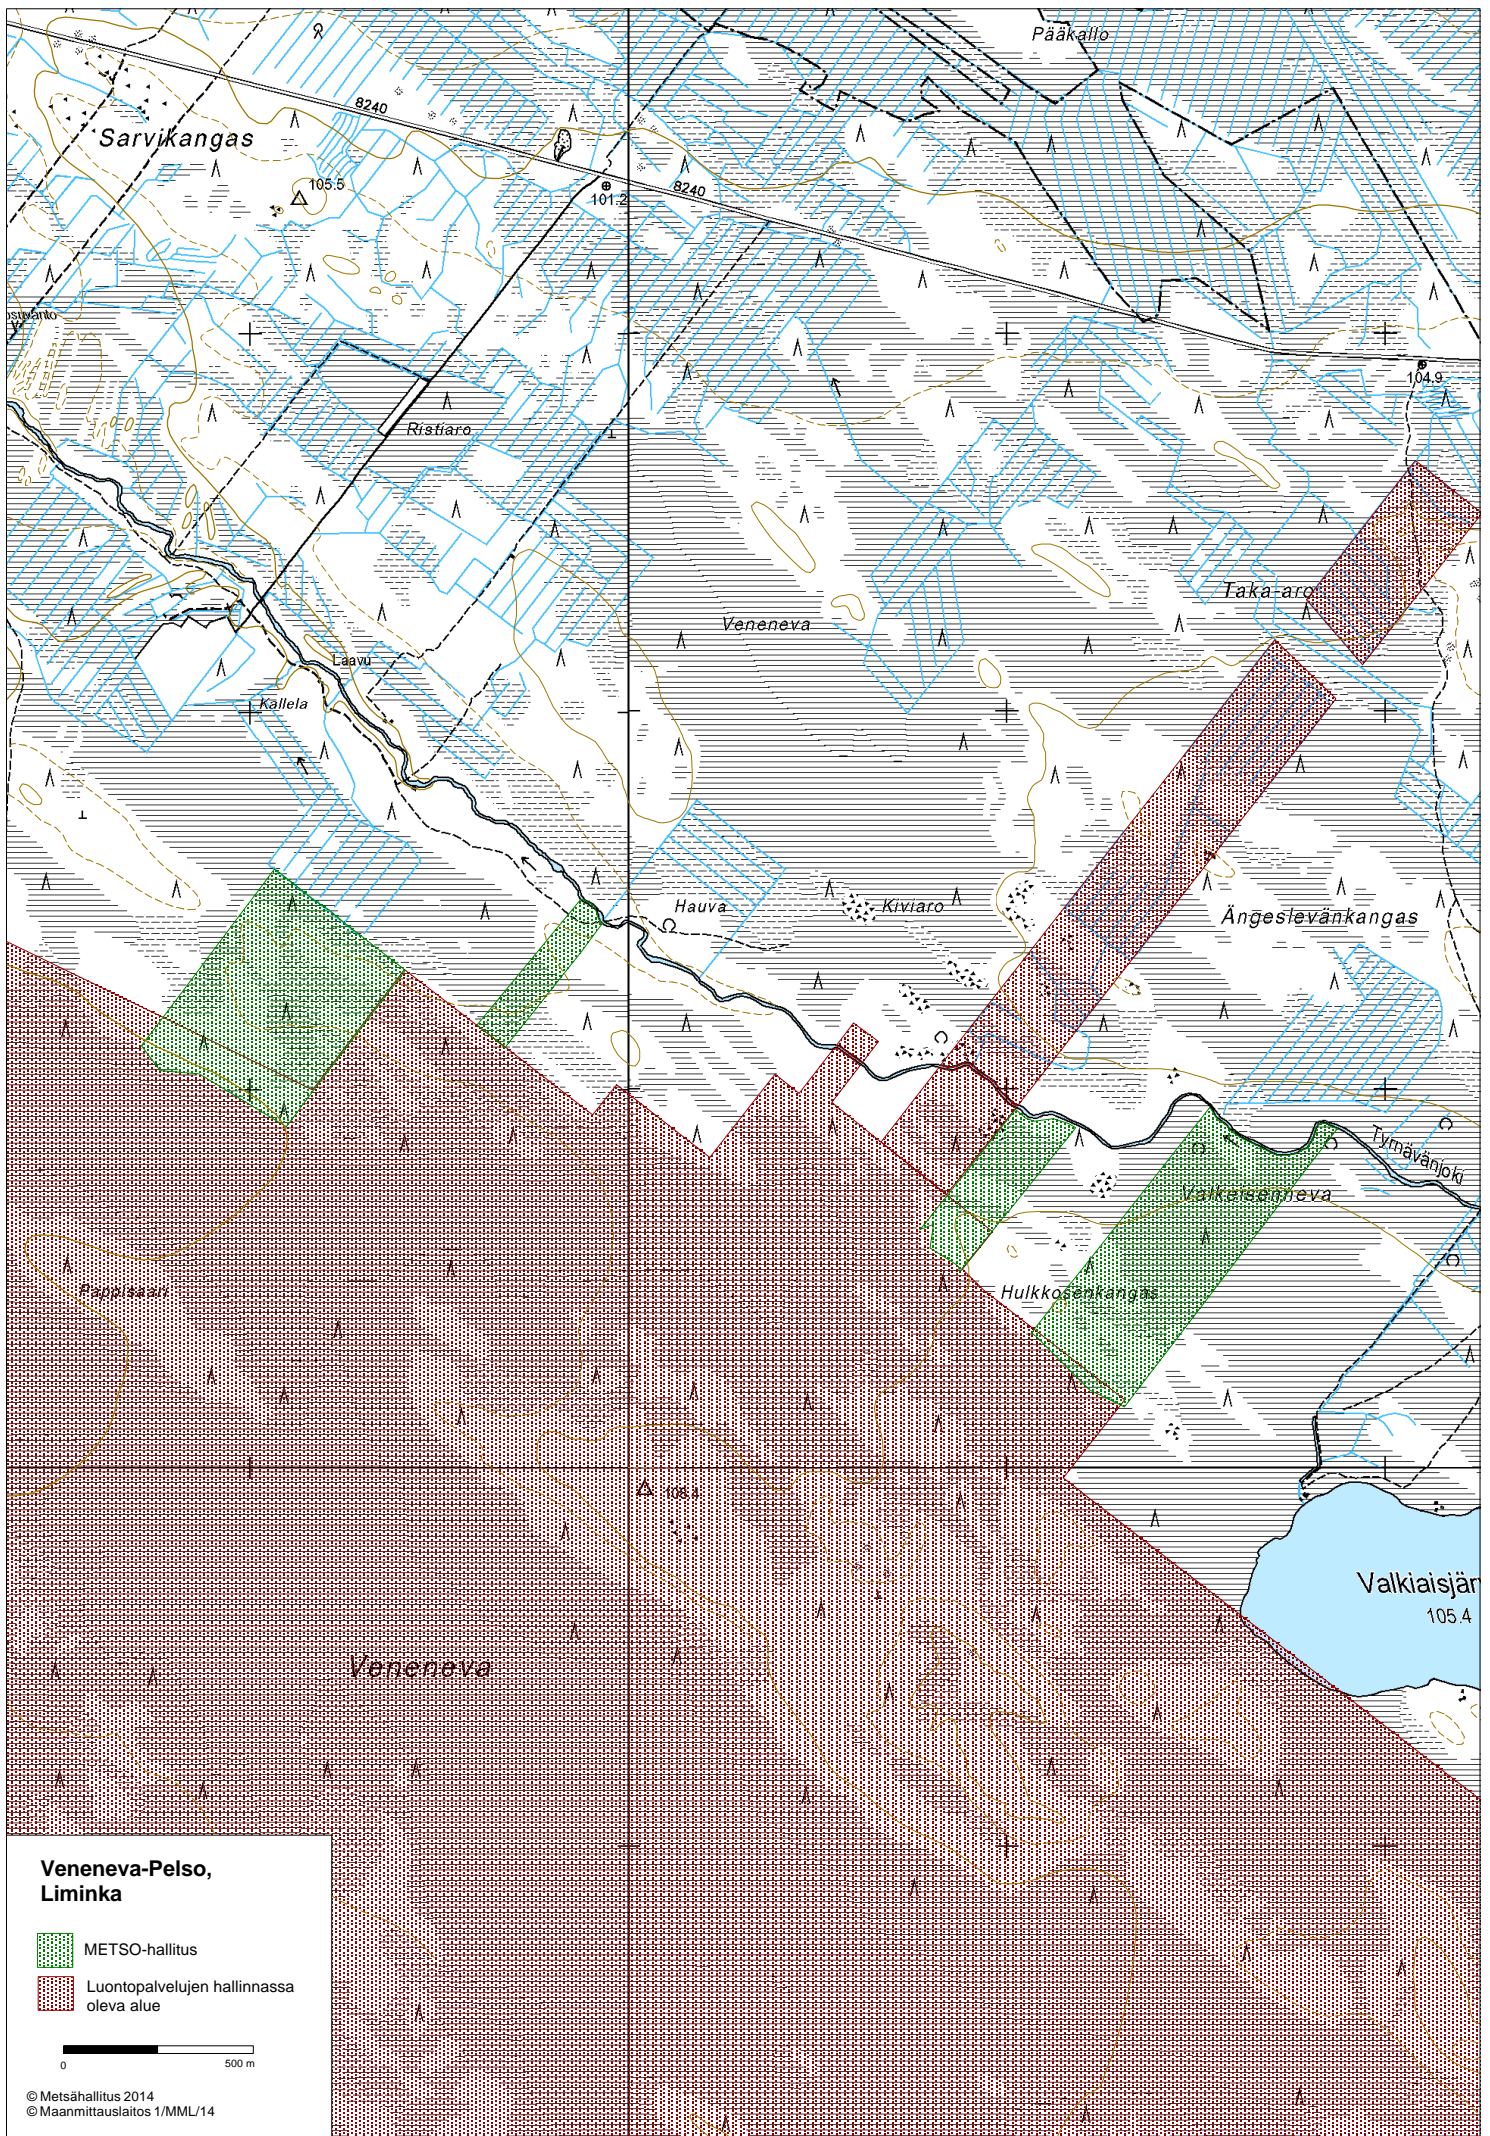 Pääkallo
8240
Sarvikangas
105.5
101.2
8240
104.9
Ristiaro
Taka-aro
Veneneva
Laavu
Kallela
Hauva
Kiviaro
Ängeslevänkangas
Tyrnävänjoki
Valkeisenneva
Pappisaari
Hulkkosenkangas
108.4
Valkiaisjär
105.4
Veneneva
Veneneva-Pelso,
Liminka
METSO-hallitus
Luontopalvelujen hallinnassa
oleva alue
0 500 m
© Metsähallitus 2014
© Maanmittauslaitos 1/MML/14